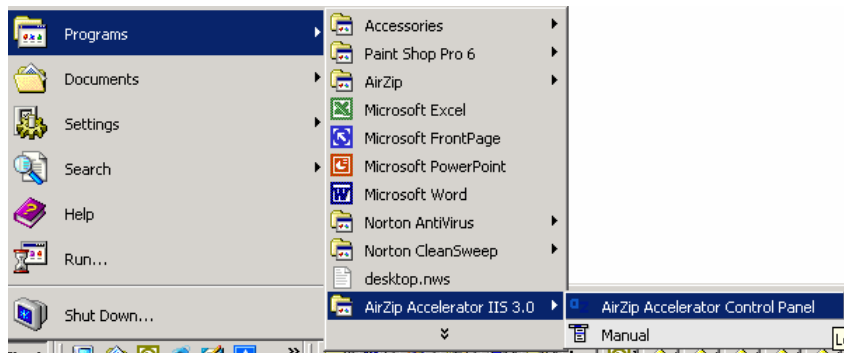 Programs
Documents
Settings
Search
Help
Run...
Shut Down...
Accessories
Paint Shop Pro 6
AirZip
Microsoft Excel
Microsoft FrontPage
Microsoft PowerPoint
Microsoft Word
Norton AntiVirus
Norton CleanSweep
desktop.nws
AirZip Accelerator IIS 3.0
AirZip Accelerator Control Panel
Manual